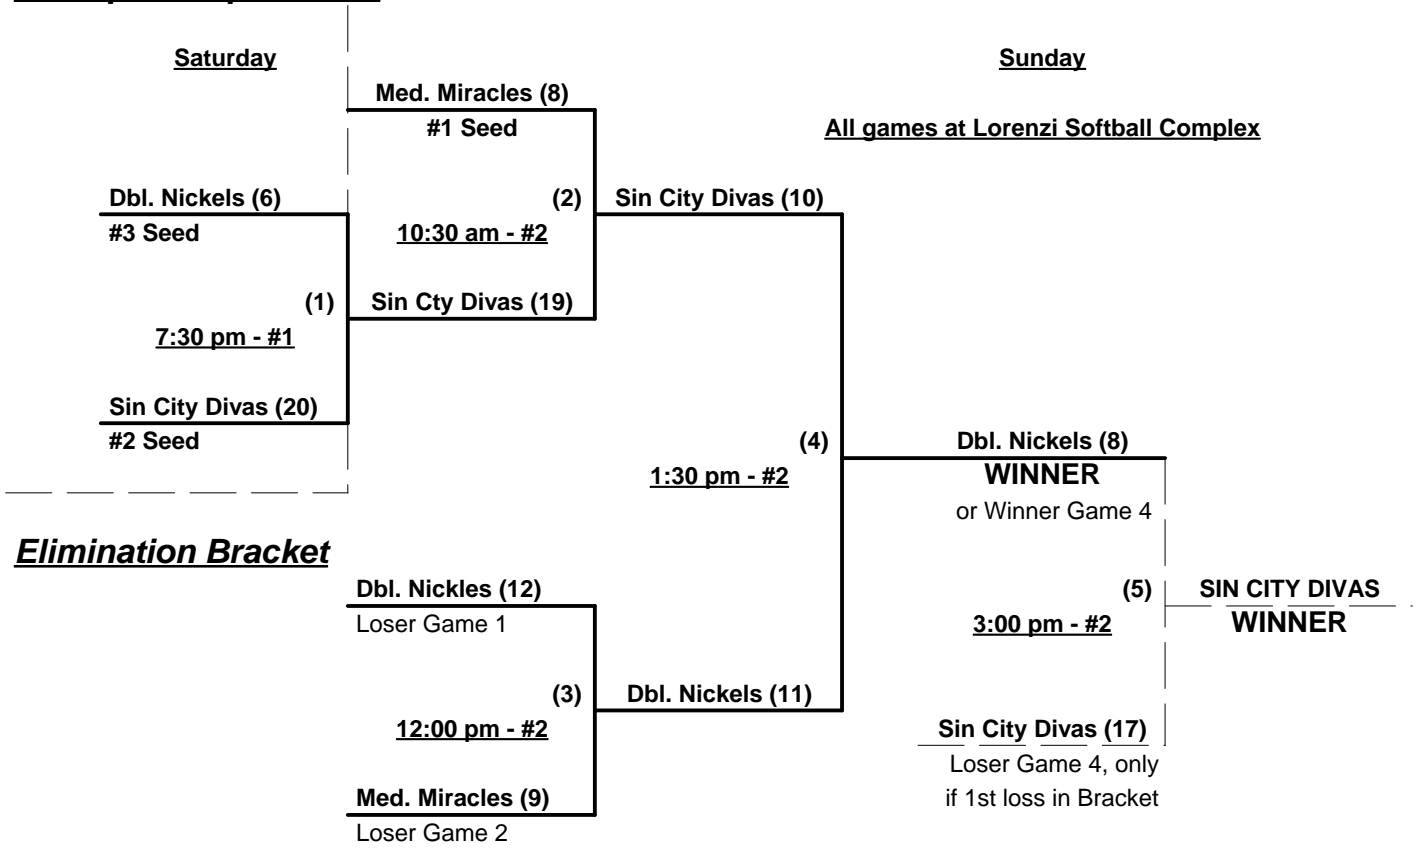 Saturday
Sunday
Med. Miracles (8)
#1 Seed
All games at Lorenzi Softball Complex
Dbl. Nickels (6)
(2)
Sin City Divas (10)
#3 Seed
10:30 am - #2
(1)
Sin Cty Divas (19)
7:30 pm - #1
Sin City Divas (20)
#2 Seed
(4)
Dbl. Nickels (8)
1:30 pm - #2
WINNER
or Winner Game 4
Elimination Bracket
Dbl. Nickles (12)
(5)
SIN CITY DIVAS
Loser Game 1
3:00 pm - #2
WINNER
(3)
Dbl. Nickels (11)
12:00 pm - #2
Sin City Divas (17)
Loser Game 4, only
if 1st loss in Bracket
Med. Miracles (9)
Loser Game 2